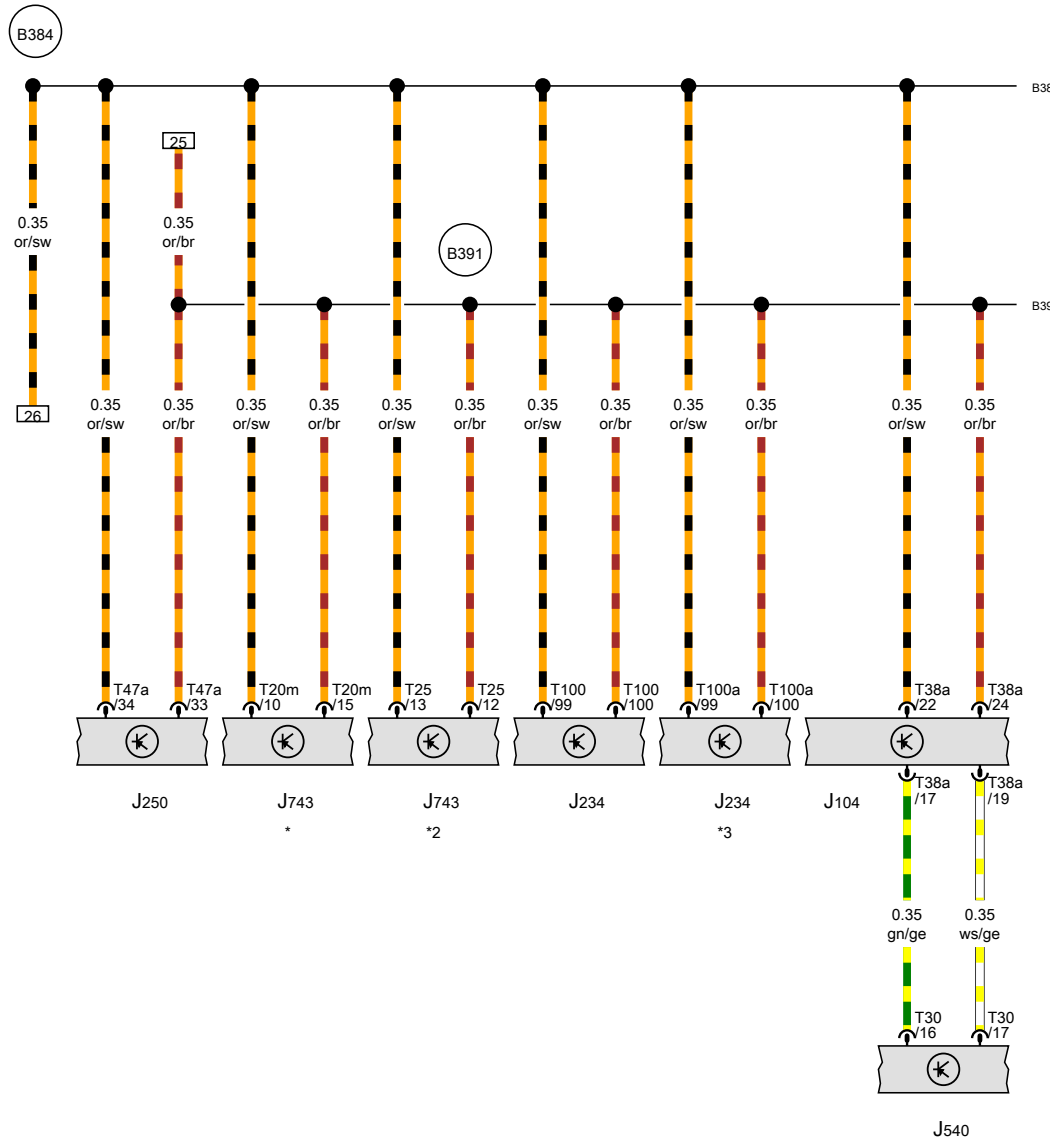 B384
B38
25
0.35
or/sw
0.35
or/br
B391
B39
26
0.35
or/sw
0.35
or/br
0.35
or/sw
0.35
or/br
0.35
or/sw
0.35
or/br
0.35
or/sw
0.35
or/br
0.35
or/sw
0.35
or/br
0.35
or/sw
0.35
or/br
T47a
/34
T47a
/33
T20m
/10
T20m
/15
T25
/13
T25
/12
T100
/99
T100
/100
T100a
/99
T100a
/100
T38a
/22
T38a
/24
J250
J743
*
J743
*2
J234
J234
*3
J104
T38a
/17
T38a
/19
0.35
gn/ge
0.35
ws/ge
T30
/16
T30
/17
J540